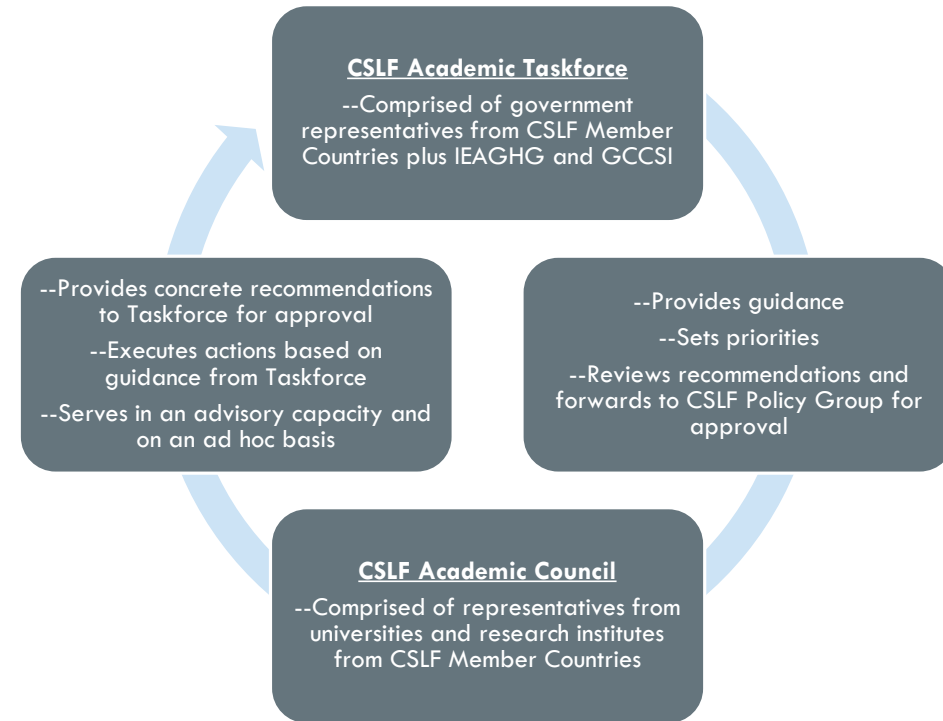 CSLF Academic Taskforce
--Comprised of government
representatives from CSLF Member
Countries plus IEAGHG and GCCSI
--Provides concrete recommendations
to Taskforce for approval
--Executes actions based on
guidance from Taskforce
--Serves in an advisory capacity and
on an ad hoc basis
--Provides guidance
--Sets priorities
--Reviews recommendations and
forwards to CSLF Policy Group for
approval
CSLF Academic Council
--Comprised of representatives from
universities and research institutes
from CSLF Member Countries